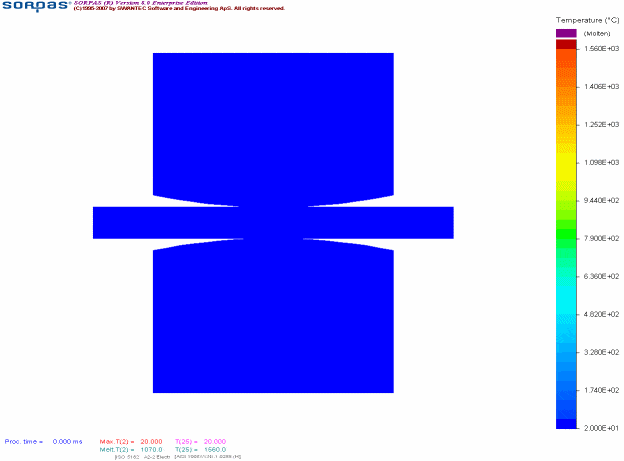 SORPAS® SORPAS (R) Version 8.0 Enterprise Edition
(C)1995-2007 by SWANTEC Software and Engineering ApS. All rights reserved.
Temperature (°C)
(Molten)
1.560E+03
1.406E+03
1.252E+03
1.098E+03
9.440E+02
7.900E+02
6.360E+02
4.820E+02
3.280E+02
1.740E+02
2.000E+01
Proc. time = 0.000 ms Max.T(2) = 20.000 T(25) = 20.000
Melt.T(2) = 1070.0 T(25) = 1560.0